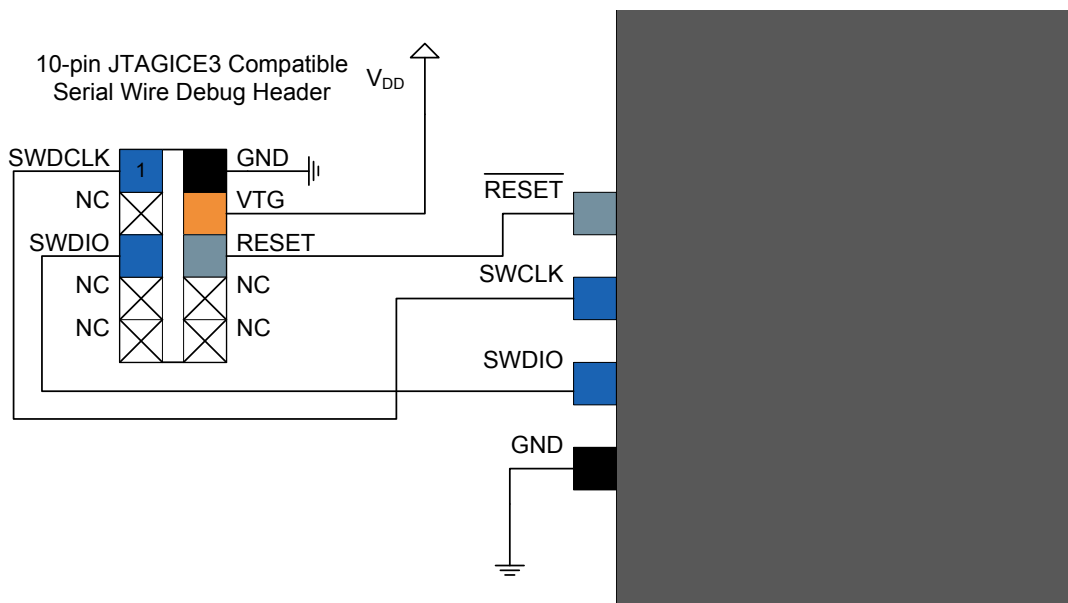 10-pin JTAGICE3 Compatible
Serial Wire Debug Header
VDD
SWDCLK
1
GND
NC
VTG
SWDIO
RESET
NC
NC
NC
NC
RESET
SWCLK
SWDIO
GND